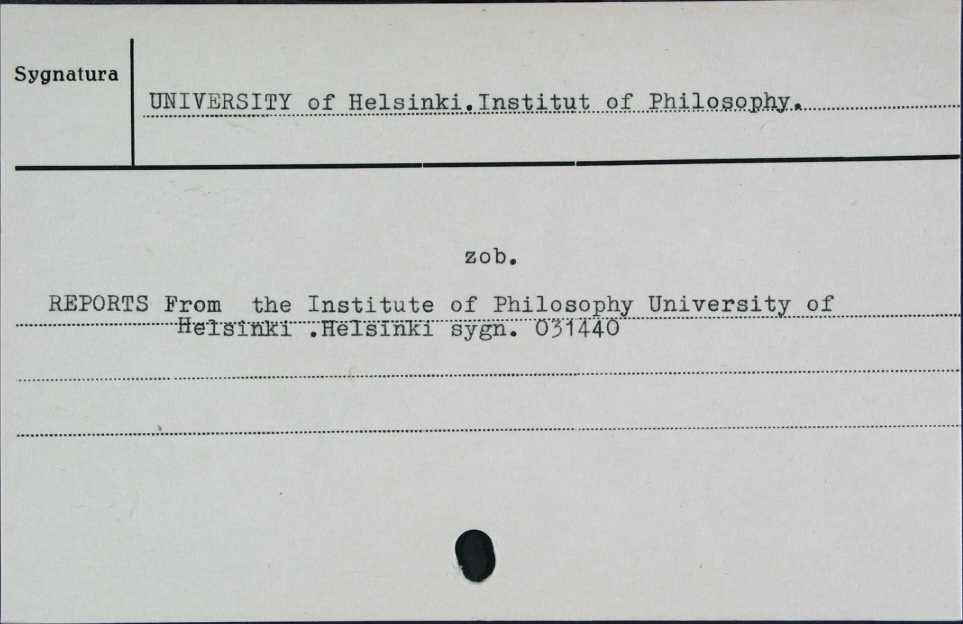 Sygnatura
UNIVERSITY of Helsinki.Institut of Philosophy.
zob.
REPORTS From the Institute of Philosophy University of
Helsinki .Helsinki sygn. 031440